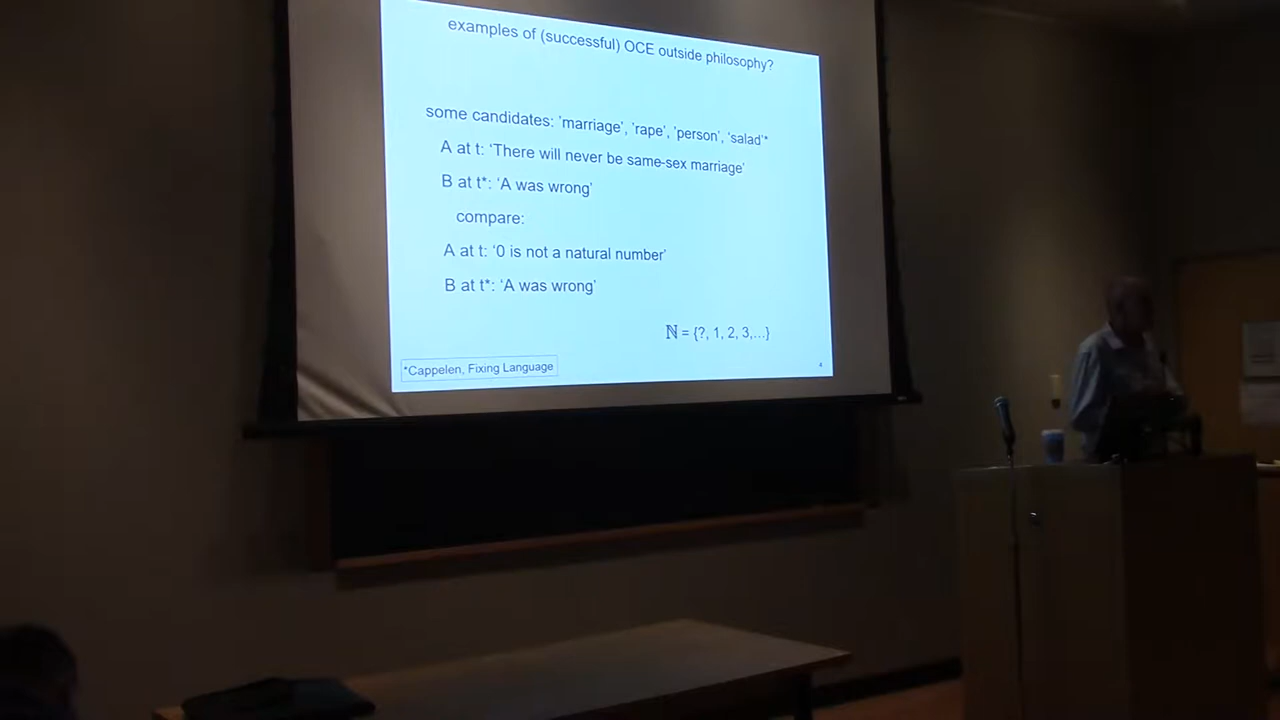 examples of (successful) OCE outside philosophy?
some candidates: 'marriage', 'rape', 'person', 'salad'*
A at t: 'There will never be same-sex marriage'
B at t*: 'A was wrong'
compare:
A at t: '0 is not a natural number'
B at t*: 'A was wrong'
ℕ = {?, 1, 2, 3,...}
*Cappelen, Fixing Language
4